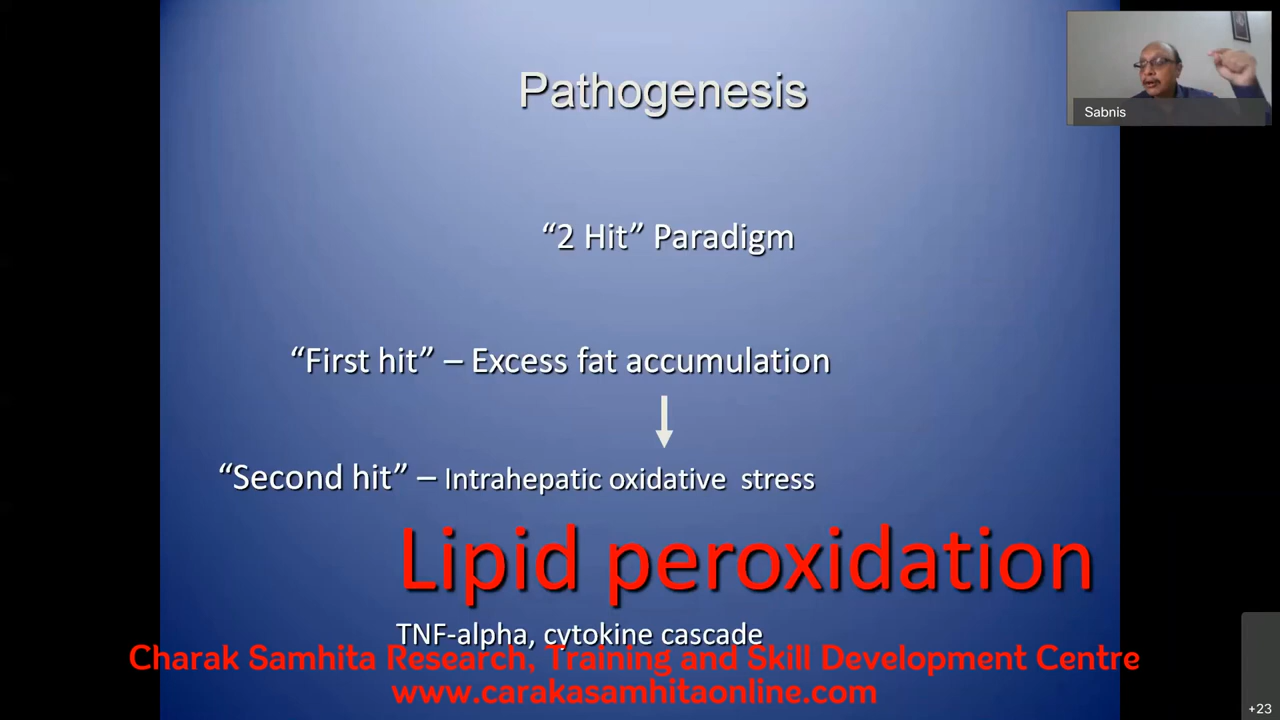 Pathogenesis
Sabnis
“2 Hit” Paradigm
“First hit” – Excess fat accumulation
“Second hit” – Intrahepatic oxidative stress
Lipid peroxidation
TNF-alpha, cytokine cascade
Charak Samhita Research, Training and Skill Development Centre
www.carakasamhitaonline.com
+23